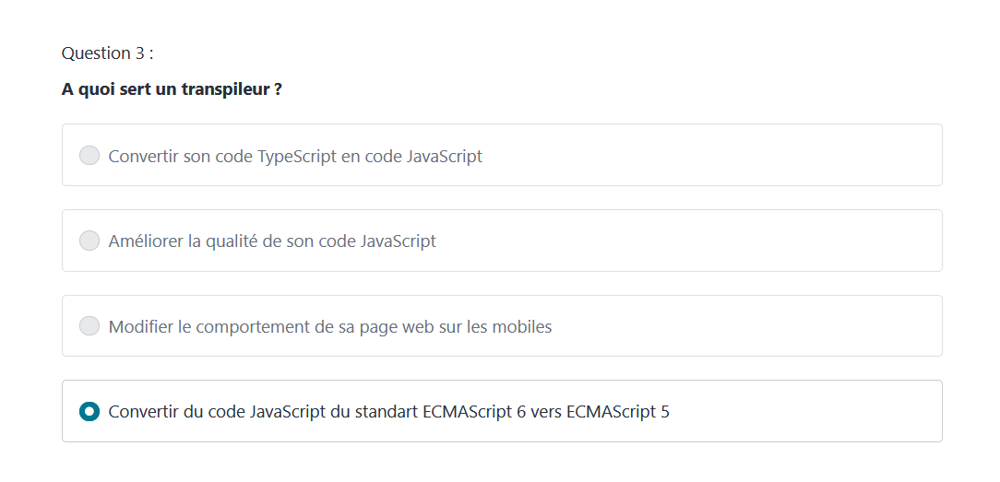 Question 3 :
A quoi sert un transpileur ?
Convertir son code TypeScript en code JavaScript
Améliorer la qualité de son code JavaScript
Modifier le comportement de sa page web sur les mobiles
Convertir du code JavaScript du standart ECMAScript 6 vers ECMAScript 5